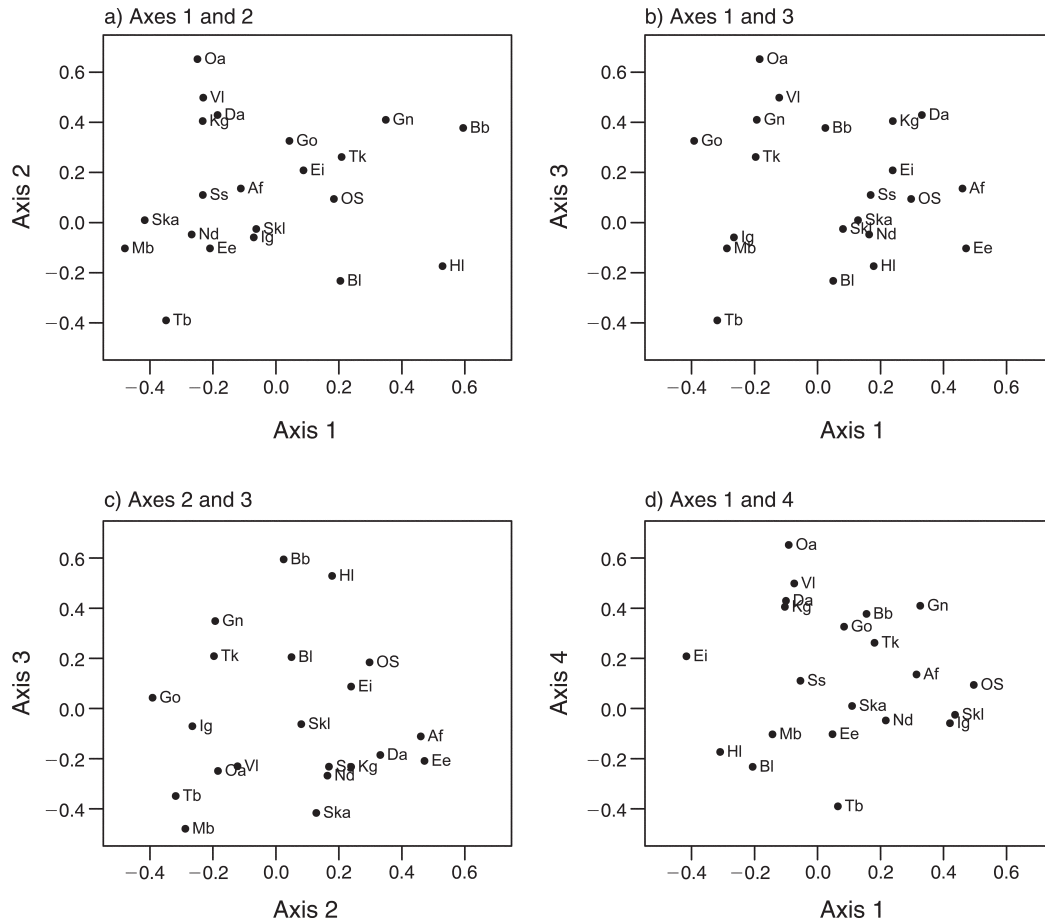 a) Axes 1 and 2
Oa
Vl
Da
Kg
Gn
Bb
Go
Tk
Ei
Ss
Af
OS
Ska
Skl
Nd
Ig
Mb
Ee
Hl
Bl
Tb
0.6
0.4
0.2
0.0
−0.2
−0.4
Axis 2
−0.4 −0.2 0.0 0.2 0.4 0.6
Axis 1
b) Axes 1 and 3
Oa
Vl
Gn
Bb
Kg
Da
Go
Tk
Ei
Ss
Af
OS
Ska
Skl
Nd
Ig
Mb
Ee
Hl
Bl
Tb
0.6
0.4
0.2
0.0
−0.2
−0.4
Axis 3
−0.4 −0.2 0.0 0.2 0.4 0.6
Axis 1
c) Axes 2 and 3
Bb
Hl
Gn
Tk
Bl
OS
Ei
Go
Ig
Skl
Af
Da
Ee
Oa
Vl
Ss
Kg
Nd
Tb
Ska
Mb
0.6
0.4
0.2
0.0
−0.2
−0.4
Axis 3
−0.4 −0.2 0.0 0.2 0.4 0.6
Axis 2
d) Axes 1 and 4
Oa
Vl
Da
Kg
Bb
Gn
Go
Tk
Ei
Ss
Af
OS
Ska
Skl
Nd
Ig
Mb
Ee
Hl
Bl
Tb
0.6
0.4
0.2
0.0
−0.2
−0.4
Axis 4
−0.4 −0.2 0.0 0.2 0.4 0.6
Axis 1